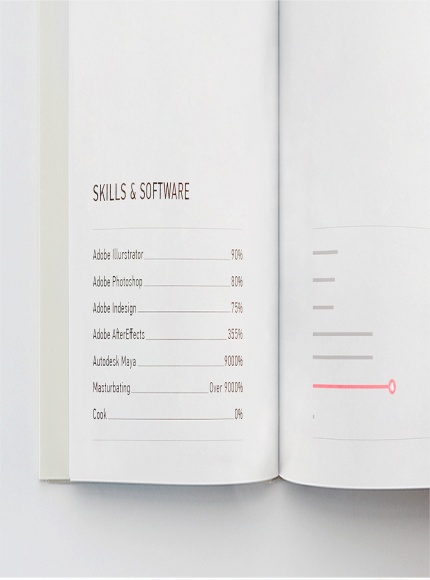 SKILLS & SOFTWARE
Adobe Illurstrator 90%
Adobe Photoshop 80%
Adobe Indesign 75%
Adobe AfterEffects 355%
Autodesk Maya 9000%
Masturbating Over 9000%
Cook 0%